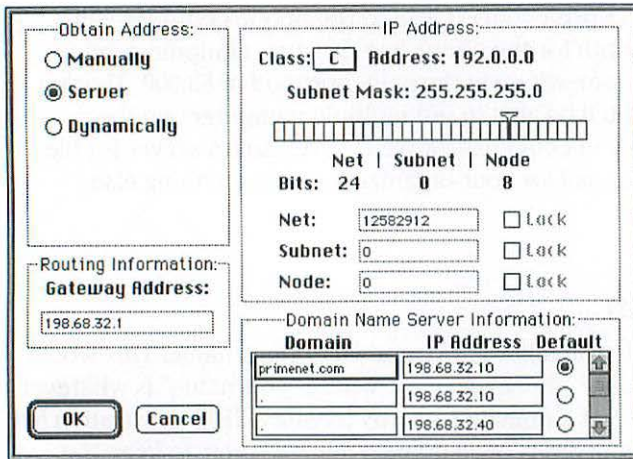 Obtain Address:
Manually
Server
Dynamically
Routing Information:
Gateway Address:
198.68.32.1
OK
Cancel
IP Address:
Class: C Address: 192.0.0.0
Subnet Mask: 255.255.255.0
Net | Subnet | Node
Bits: 24 0 8
Net: 12582912 Lock
Subnet: 0 Lock
Node: 0 Lock
Domain Name Server Information:
Domain IP Address Default
primenet.com 198.68.32.10
. 198.68.32.10
198.68.32.40